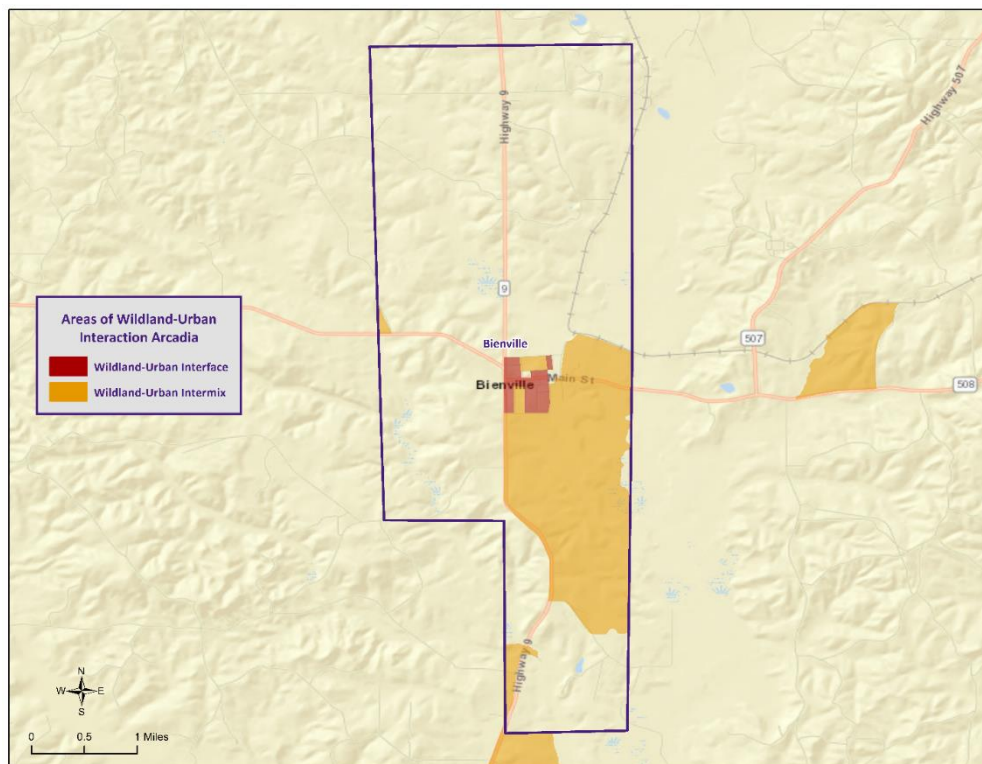 Highway 9
Highway 507
9
Areas of Wildland-Urban
Interaction Arcadia
Wildland-Urban Interface
Wildland-Urban Intermix
Bienville
507
Bienville
Main St
508
Highway 9
N
W E
S
0 0.5 1 Miles